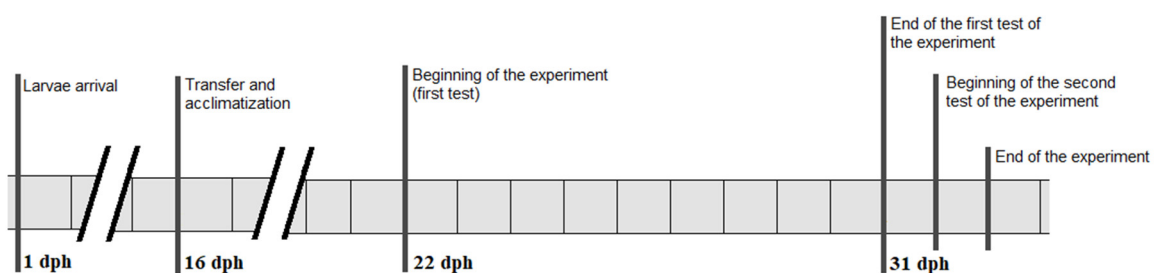 Larvae arrival
Transfer and
acclimatization
Beginning of the experiment
(first test)
End of the first test of
the experiment
Beginning of the second
test of the experiment
End of the experiment
1 dph
16 dph
22 dph
31 dph